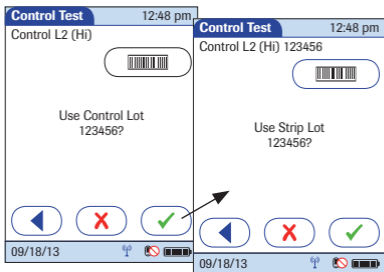 Control Test 12:48 pm
Control L2 (Hi)
Use Control Lot
123456?
09/18/13
Control Test 12:48 pm
Control L2 (Hi) 123456
Use Strip Lot
123456?
09/18/13